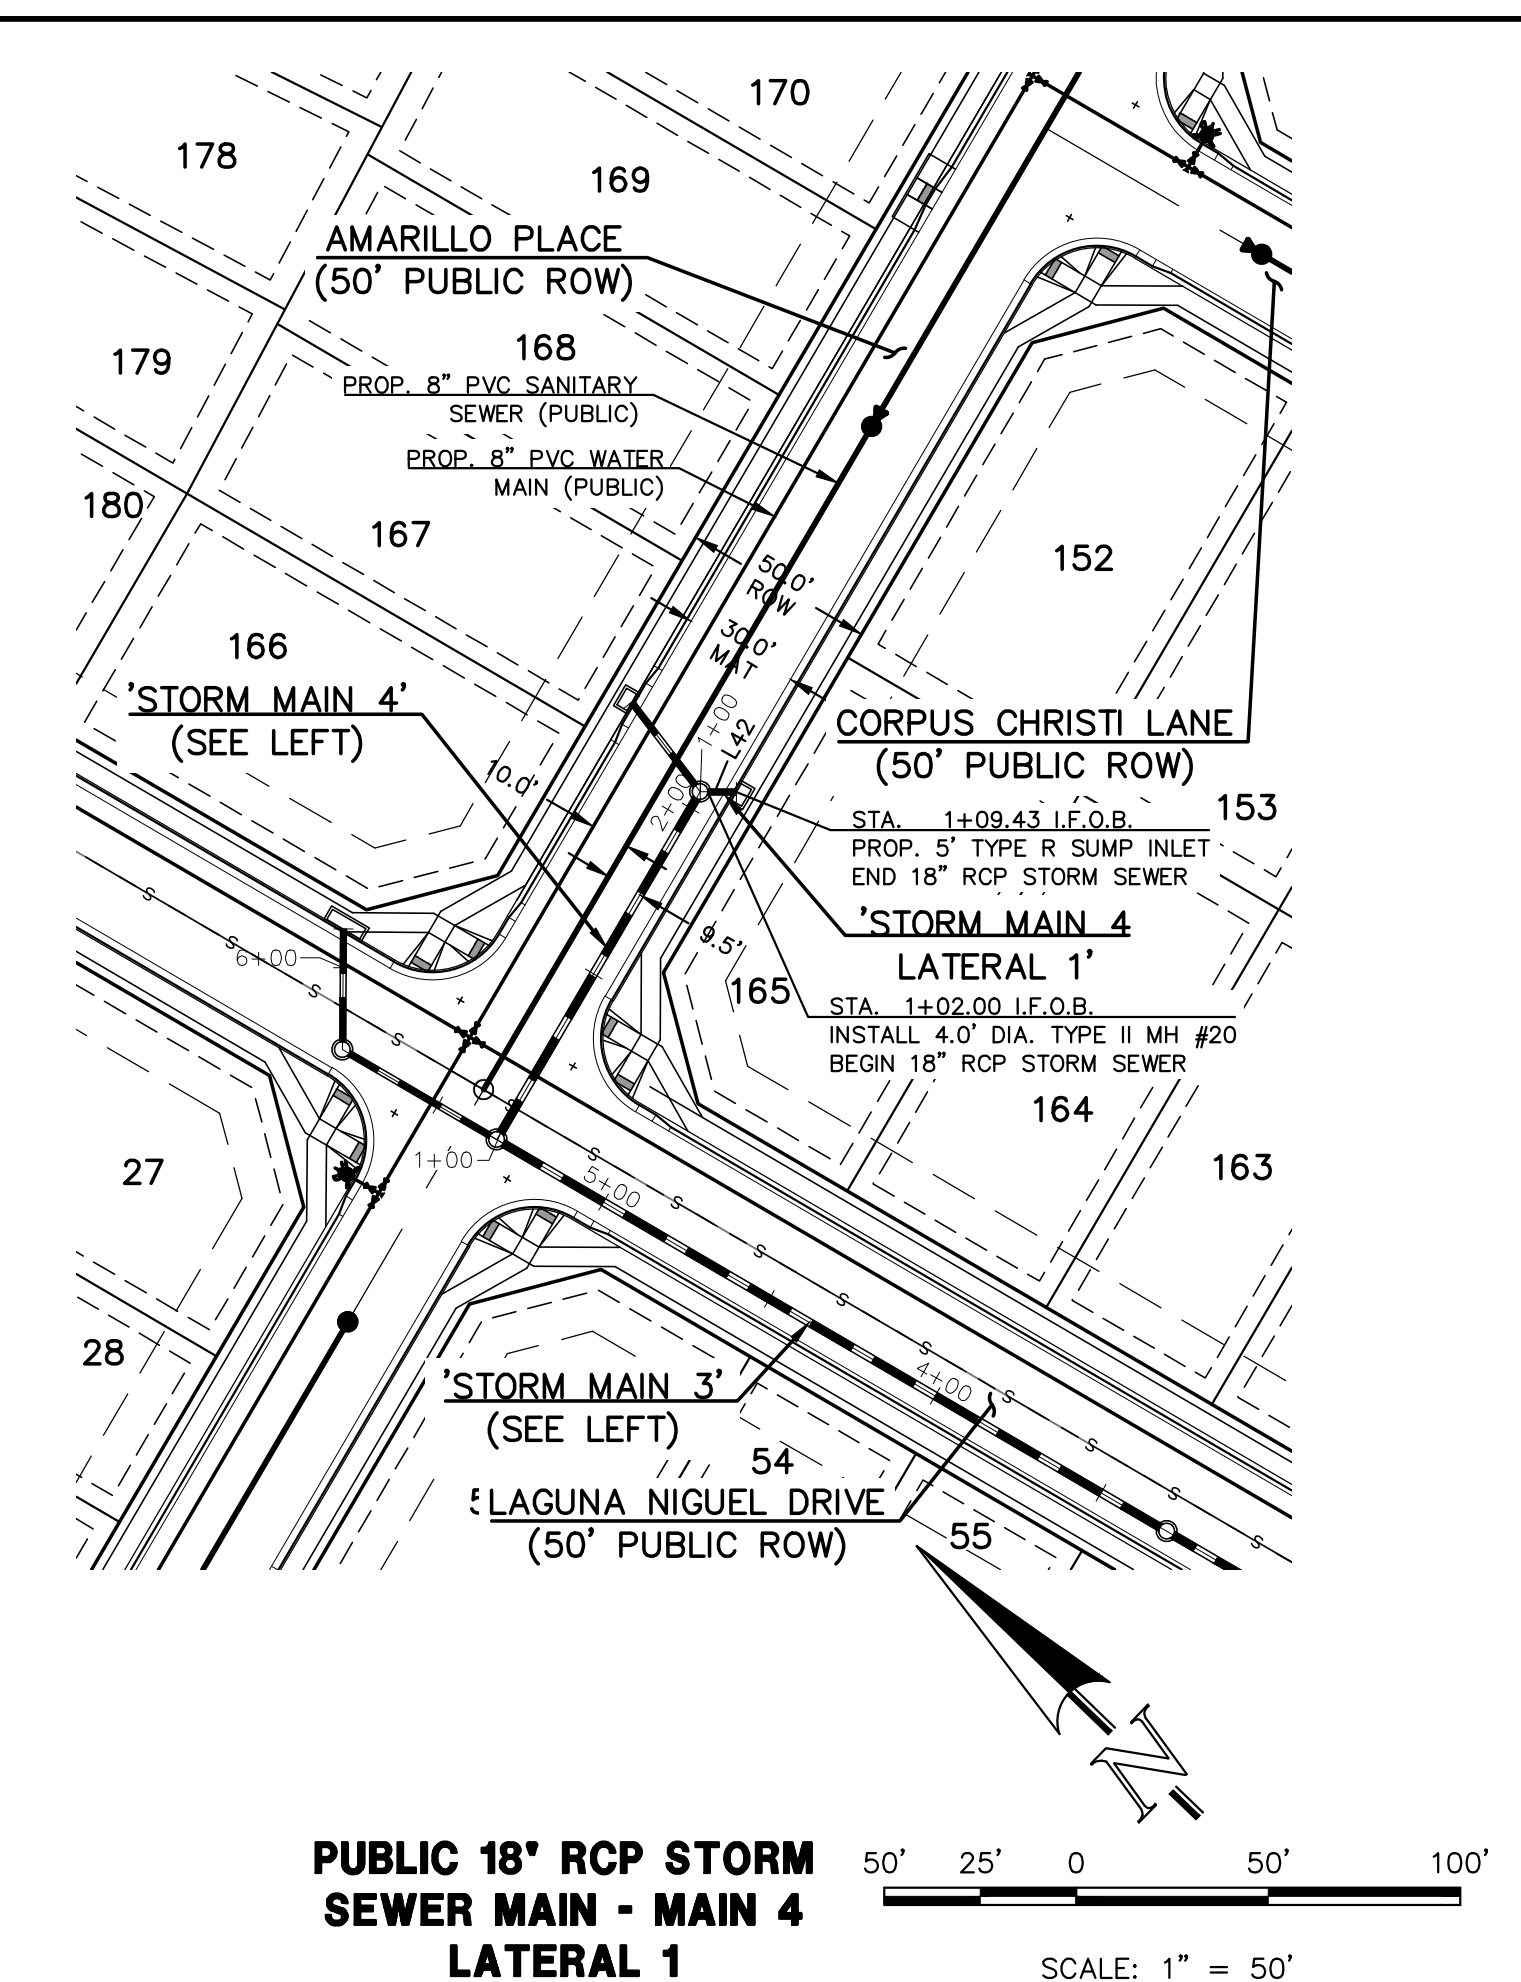 170
178
169
AMARILLO PLACE
(50' PUBLIC ROW)
168
179
PROP. 8" PVC SANITARY
SEWER (PUBLIC)
PROP. 8" PVC WATER
MAIN (PUBLIC)
180
167
152
50.0'
ROW
30.0'
MAT
166
'STORM MAIN 4'
(SEE LEFT)
1+00
L42
CORPUS CHRISTI LANE
(50' PUBLIC ROW)
10.0'
2+00
153
STA. 1+09.43 I.F.O.B.
PROP. 5' TYPE R SUMP INLET
END 18" RCP STORM SEWER
S
'STORM MAIN 4
LATERAL 1'
S
6+00
9.5'
165
S
STA. 1+02.00 I.F.O.B.
INSTALL 4.0' DIA. TYPE II MH #20
BEGIN 18" RCP STORM SEWER
S
S
164
27
1+00
S
163
5+00
S
S
28
S
S
'STORM MAIN 3'
(SEE LEFT)
4+00
S
S
54
5
LAGUNA NIGUEL DRIVE
(50' PUBLIC ROW)
S
55
S
N
PUBLIC 18" RCP STORM
SEWER MAIN - MAIN 4
LATERAL 1
50' 25' 0 50' 100'
SCALE: 1" = 50'